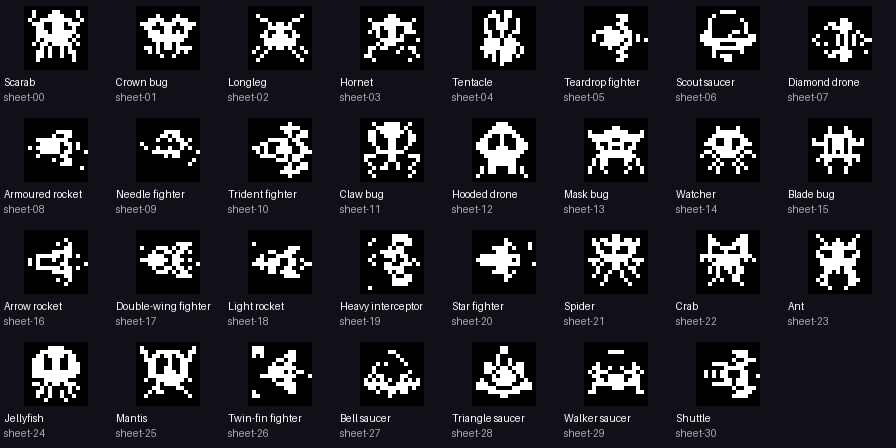 Scarab Crown bug Longleg Hornet Tentacle Teardrop fighter Scout saucer Diamond drone
sheet-00 sheet-01 sheet-02 sheet-03 sheet-04 sheet-05 sheet-06 sheet-07
Armoured rocket Needle fighter Trident fighter Claw bug Hooded drone Mask bug Watcher Blade bug
sheet-08 sheet-09 sheet-10 sheet-11 sheet-12 sheet-13 sheet-14 sheet-15
Arrow rocket Double-wing fighter Light rocket Heavy interceptor Star fighter Spider Crab Ant
sheet-16 sheet-17 sheet-18 sheet-19 sheet-20 sheet-21 sheet-22 sheet-23
Jellyfish Mantis Twin-fin fighter Bell saucer Triangle saucer Walker saucer Shuttle
sheet-24 sheet-25 sheet-26 sheet-27 sheet-28 sheet-29 sheet-30